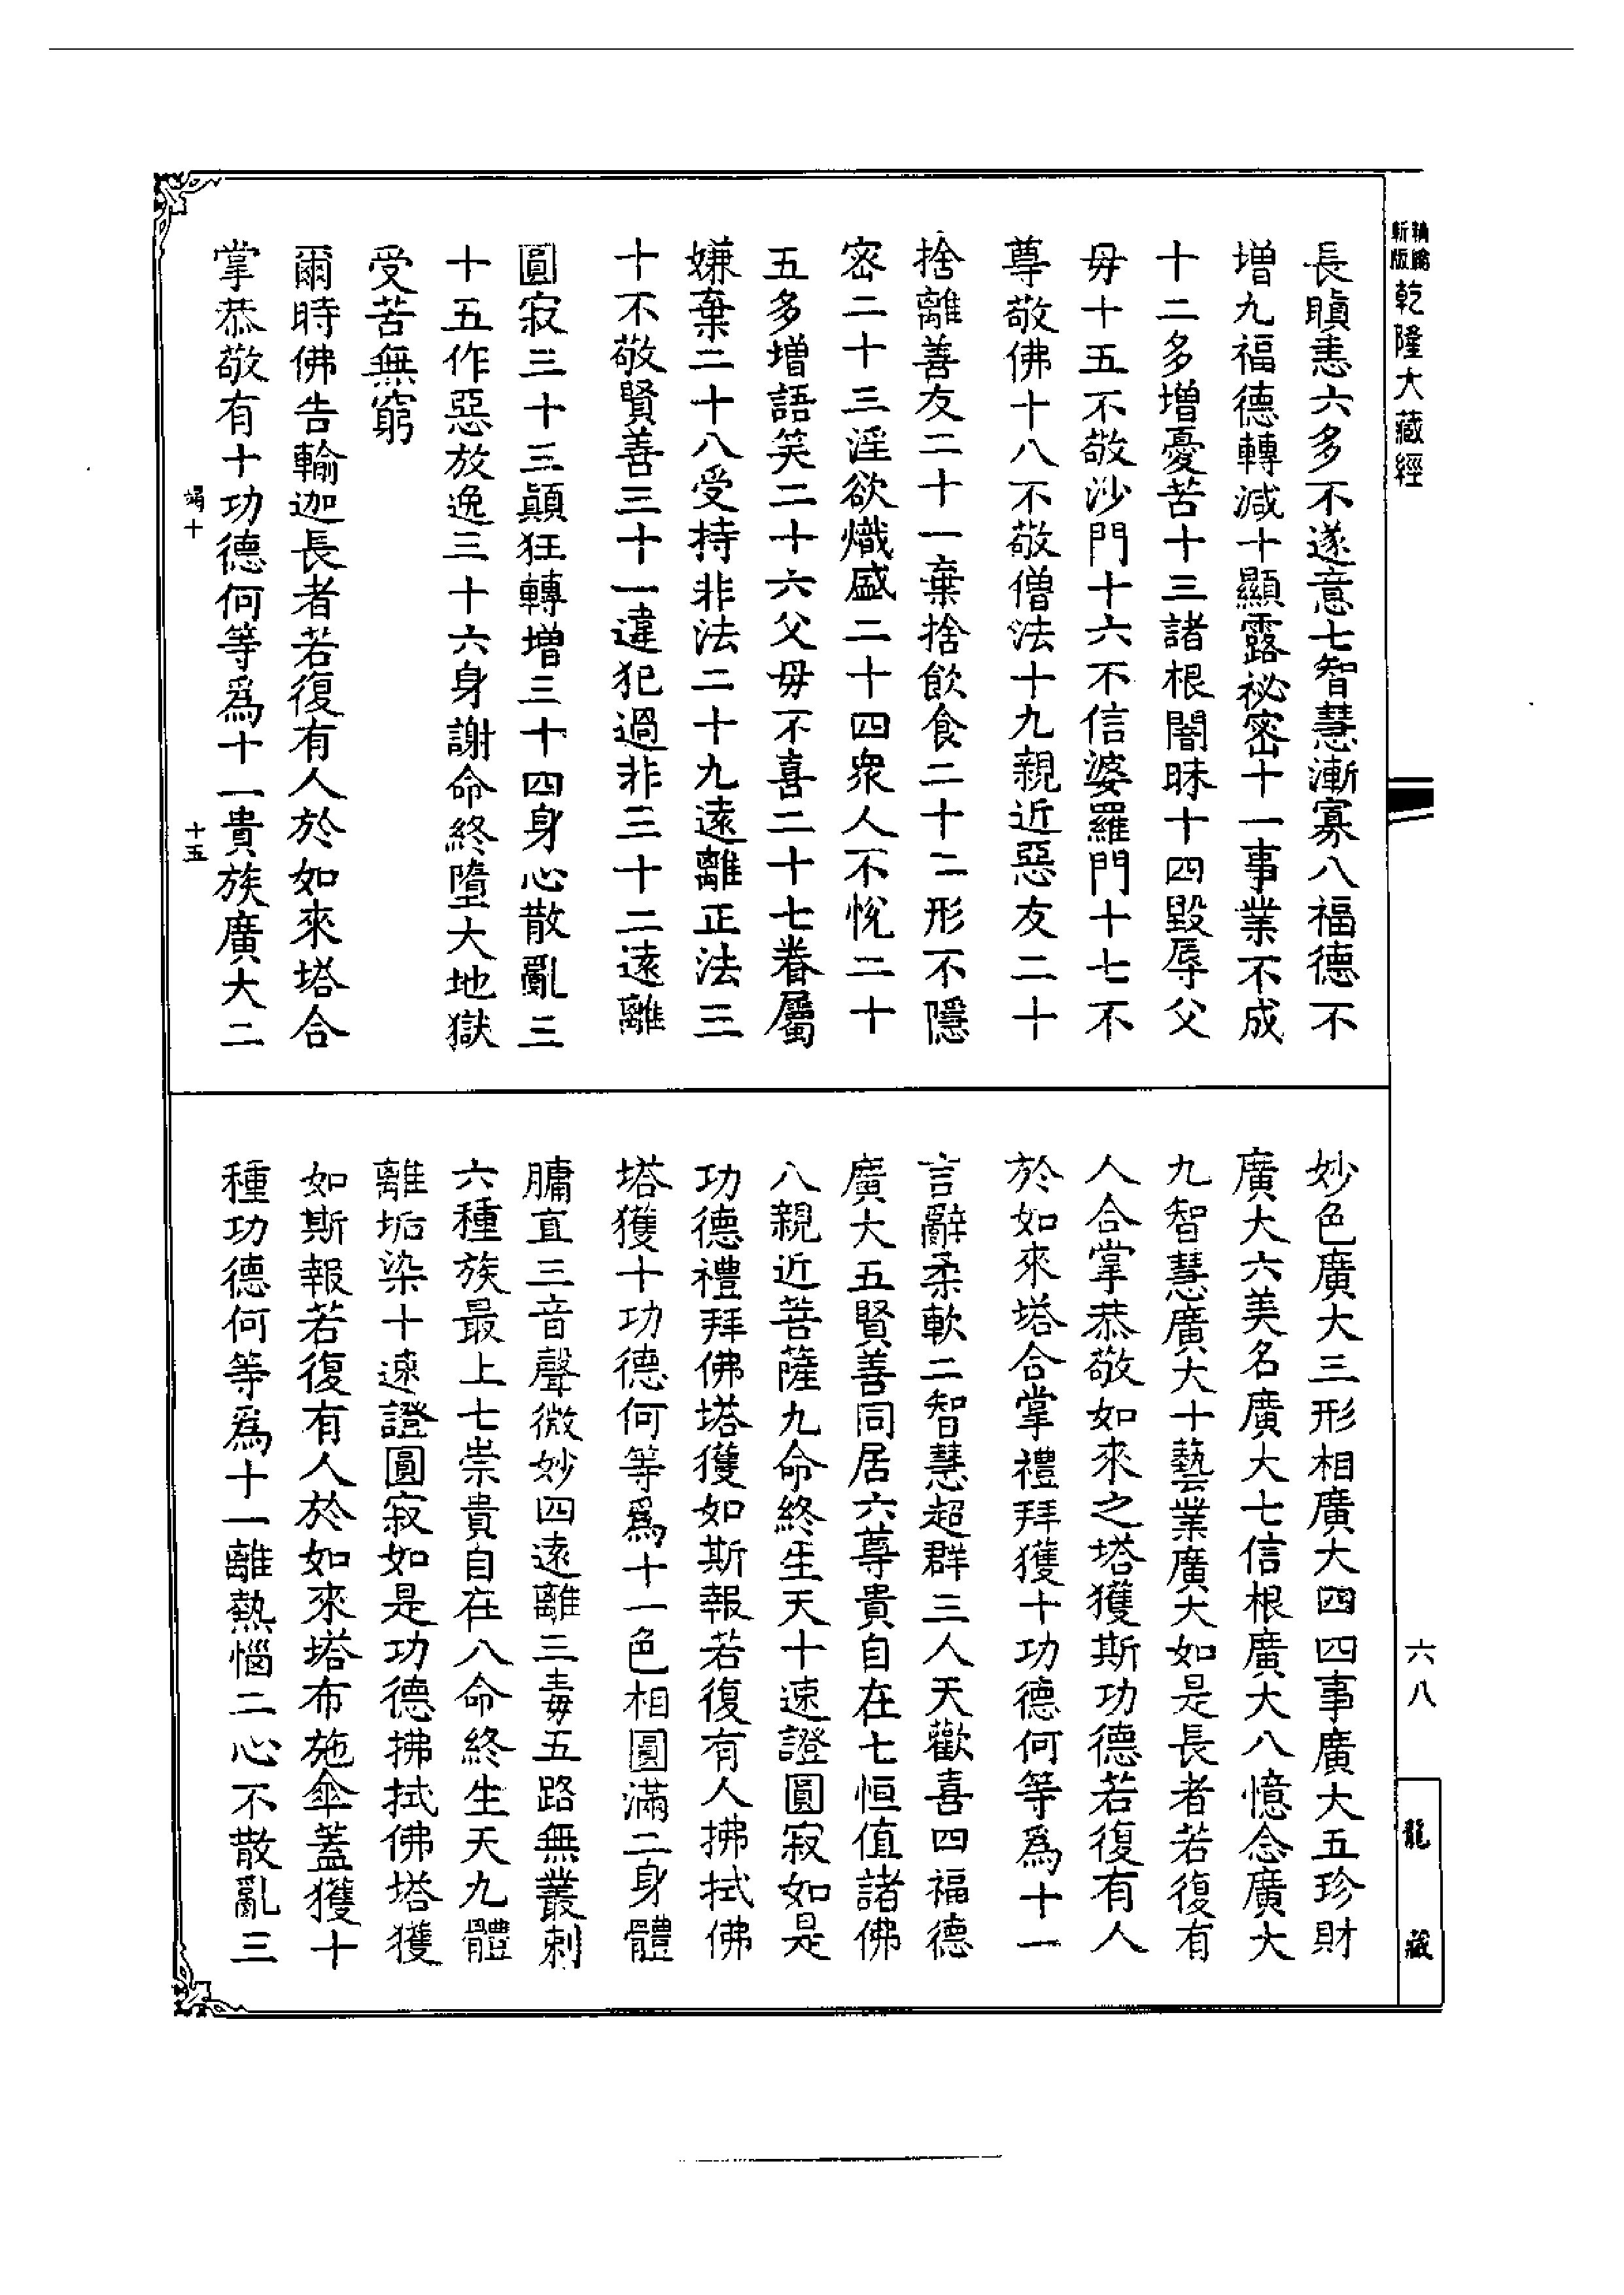 新版
乾隆大藏經
長瞋恚六多不遂意七智慧漸寡八福德不
增九福德轉減十顯露祕密十一事業不成
十二多增憂苦十三諸根闇昧十四毀辱父
毋十五不敬沙門十六不信婆羅門十七不
尊敬佛十八不敬僧法十九親近惡友二十
捨離善友二十一棄捨飲食二十二形不隱
密二十三淫欲熾盛二十四眾人不悅二十
五多增語笑二十六父毋不喜二十七眷屬
嫌棄二十八受持非法二十九遠離正法三
十不敬賢善三十一違犯過非三十二遠離
圓寂三十三顛狂轉增三十四身心散亂三
十五作惡放逸三十六身謝命終墮大地獄
受苦無窮
爾時佛告輸迦長者若復有人於如來塔合
掌恭敬有十功德何等為十一貴族廣大二
十
十五
妙色廣大三形相廣大四四事廣大五珍財
廣大六美名廣大七信根廣大八憶念廣大
九智慧廣大十藝業廣大如是長者若復有
人合掌恭敬如來之塔獲斯功德若復有人
於如來塔合掌禮拜獲十功德何等為十一
言辭柔軟二智慧超群三人天歡喜四福德
廣大五賢善同居六尊貴自在七恒值諸佛
八親近菩薩九命終生天十速證圓寂如是
功德禮拜佛塔獲如斯報若復有人拂拭佛
塔獲十功德何等為十一色相圓滿二身體
𦟛直三音聲微妙四遠離三毒五路無叢刺
六種族最上七崇貴自在八命終生天九體
離垢染十速證圓寂如是功德拂拭佛塔獲
如斯報若復有人於如來塔布施傘蓋獲十
種功德何等為十一離熱惱二心不散亂三
六八
龍藏